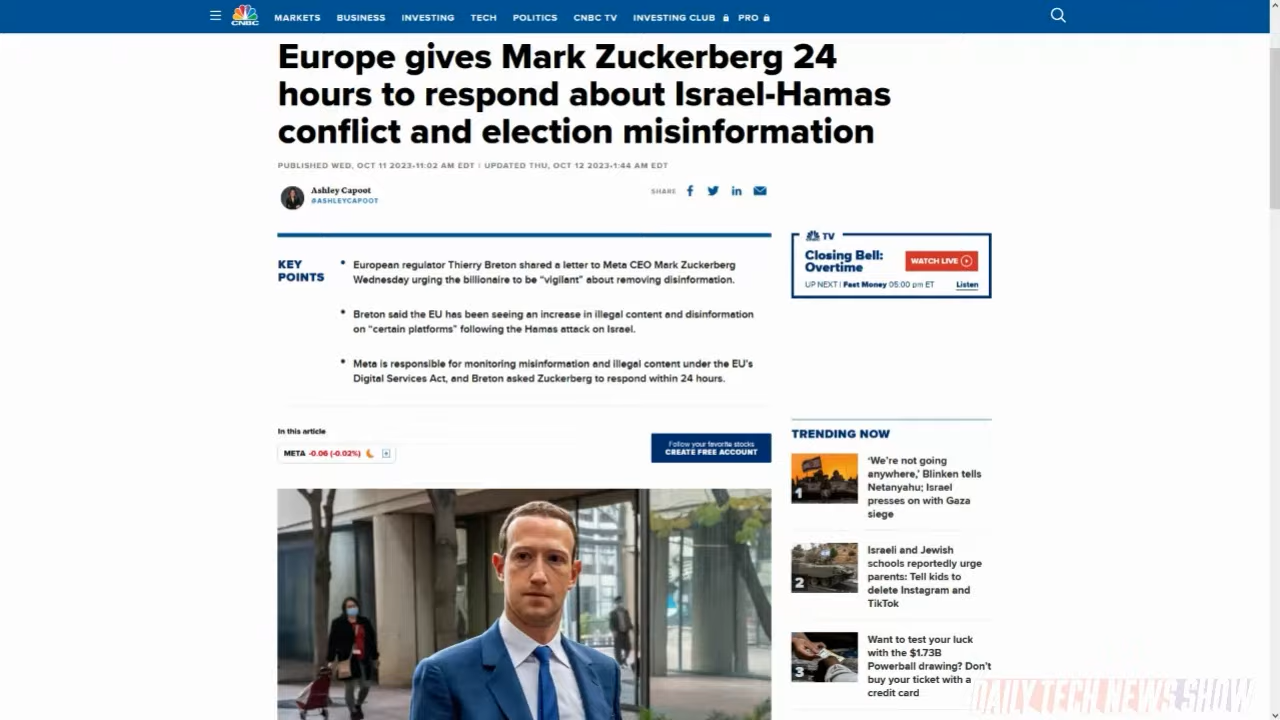 CNBC
MARKETS BUSINESS INVESTING TECH POLITICS CNBC TV INVESTING CLUB PRO
Europe gives Mark Zuckerberg 24
hours to respond about Israel-Hamas
conflict and election misinformation
PUBLISHED WED, OCT 11 2023•11:02 AM EDT | UPDATED THU, OCT 12 2023•1:44 AM EDT
Ashley Capoot
@ASHLEYCAPOOT
SHARE
KEY
POINTS
• European regulator Thierry Breton shared a letter to Meta CEO Mark Zuckerberg
Wednesday urging the billionaire to be “vigilant” about removing disinformation.
• Breton said the EU has been seeing an increase in illegal content and disinformation
on “certain platforms” following the Hamas attack on Israel.
• Meta is responsible for monitoring misinformation and illegal content under the EU’s
Digital Services Act, and Breton asked Zuckerberg to respond within 24 hours.
TV
Closing Bell:
Overtime
WATCH LIVE
UP NEXT | Fast Money 05:00 pm ET
Listen
In this article
META -0.06 (-0.02%)
Follow your favorite stocks
CREATE FREE ACCOUNT
TRENDING NOW
1
‘We’re not going
anywhere,’ Blinken tells
Netanyahu; Israel
presses on with Gaza
siege
2
Israeli and Jewish
schools reportedly urge
parents: Tell kids to
delete Instagram and
TikTok
3
Want to test your luck
with the $1.73B
Powerball drawing? Don’t
buy your ticket with a
credit card
DAILY TECH NEWS SHOW